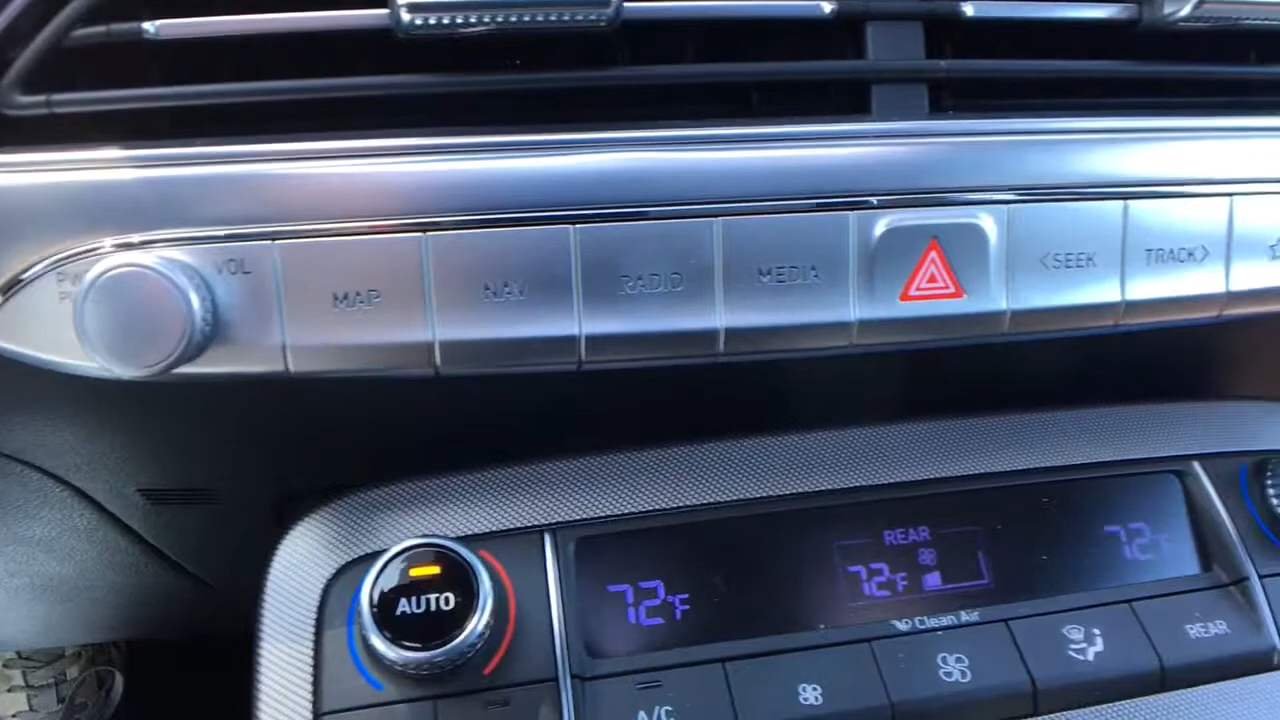 VOL
MAP
NAV
RADIO
MEDIA
<SEEK
TRACK>
AUTO
72°F
REAR
72°F
72°
Clean Air
A/C
REAR